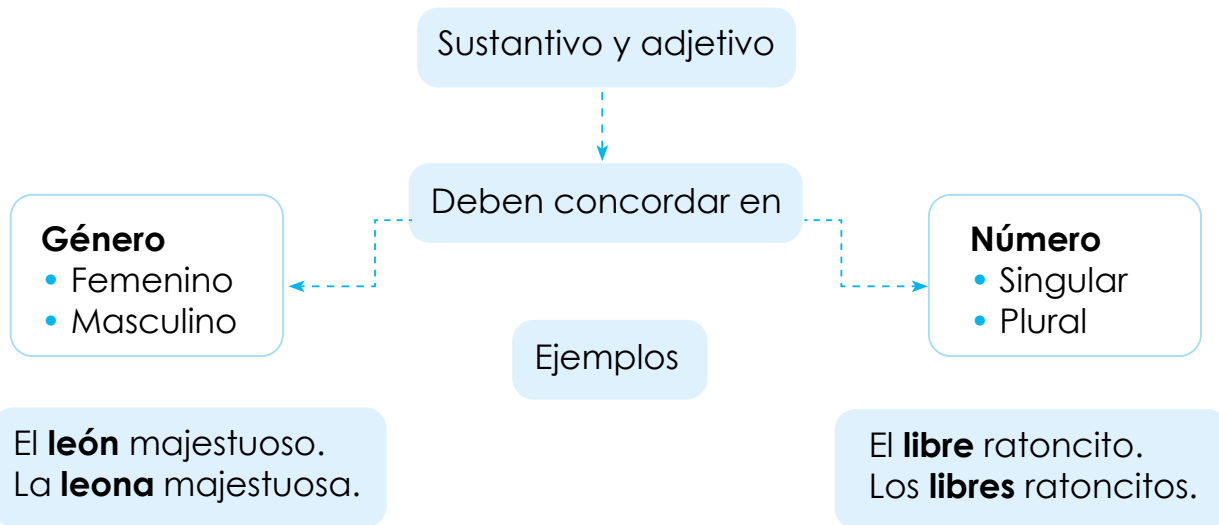 Sustantivo y adjetivo
Deben concordar en
Género
• Femenino
• Masculino
Número
• Singular
• Plural
Ejemplos
El león majestuoso.
La leona majestuosa.
El libre ratoncito.
Los libres ratoncitos.